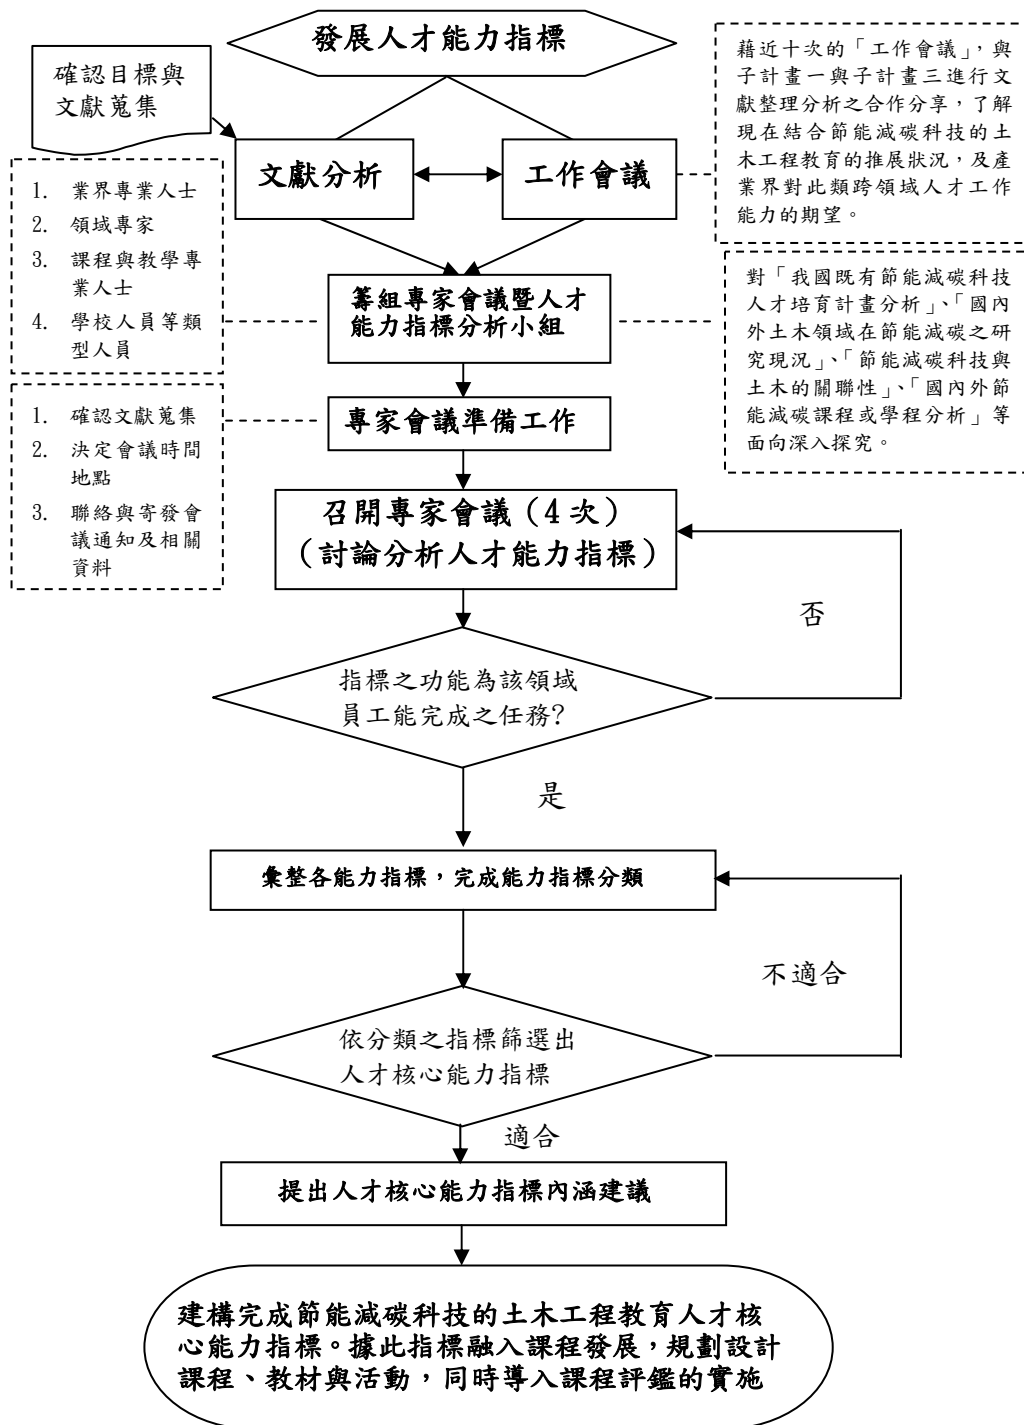 發展人才能力指標
確認目標與
文獻蒐集
文獻分析
工作會議
藉近十次的「工作會議」，與
子計畫一與子計畫三進行文
獻整理分析之合作分享，了解
現在結合節能減碳科技的土
木工程教育的推展狀況，及產
業界對此類跨領域人才工作
能力的期望。
1. 業界專業人士
2. 領域專家
3. 課程與教學專
業人士
4. 學校人員等類
型人員
籌組專家會議暨人才
能力指標分析小組
對「我國既有節能減碳科技
人才培育計畫分析」、「國內
外土木領域在節能減碳之研
究現況」、「節能減碳科技與
土木的關聯性」、「國內外節
能減碳課程或學程分析」等
面向深入探究。
1. 確認文獻蒐集
2. 決定會議時間
地點
3. 聯絡與寄發會
議通知及相關
資料
專家會議準備工作
召開專家會議（4 次）
（討論分析人才能力指標）
否
指標之功能為該領域
員工能完成之任務?
是
彙整各能力指標，完成能力指標分類
不適合
依分類之指標篩選出
人才核心能力指標
適合
提出人才核心能力指標內涵建議
建構完成節能減碳科技的土木工程教育人才核
心能力指標。據此指標融入課程發展，規劃設計
課程、教材與活動，同時導入課程評鑑的實施